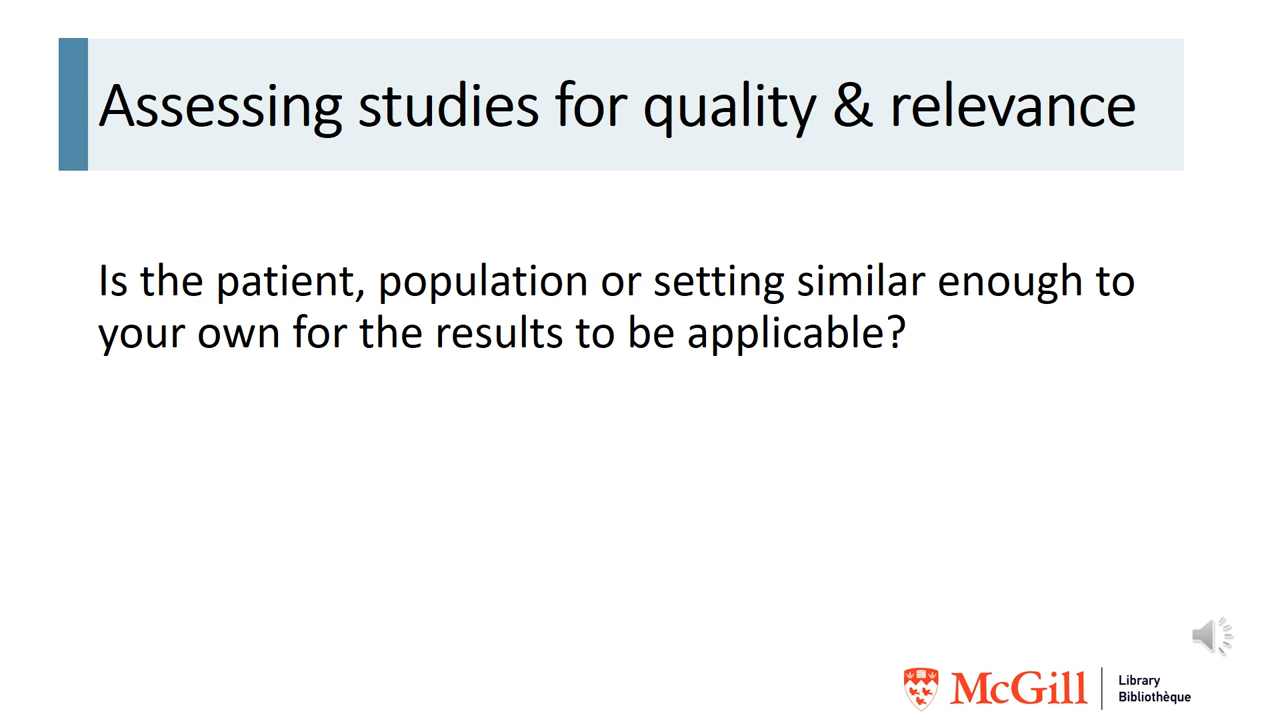 Assessing studies for quality & relevance
Is the patient, population or setting similar enough to
your own for the results to be applicable?
McGill
Library
Bibliothèque